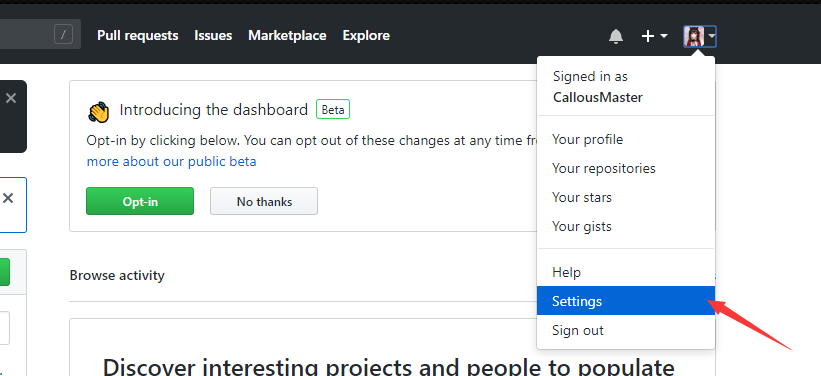 / Pull requests Issues Marketplace Explore
Signed in as
CallousMaster
Your profile
Your repositories
Your stars
Your gists
Help
Settings
Sign out
Introducing the dashboard Beta
Opt-in by clicking below. You can opt out of these changes at any time
more about our public beta
Opt-in No thanks
Browse activity
Discover interesting projects and people to populate